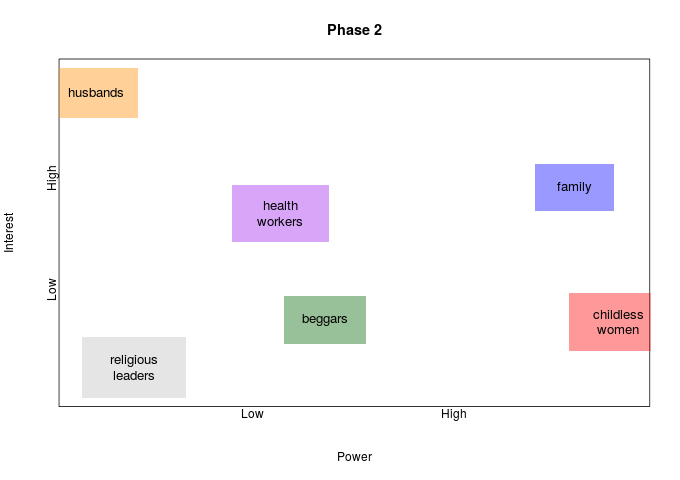 Phase 2
husbands
High
family
health
workers
Interest
Low
beggars
childless
women
religious
leaders
Low
High
Power